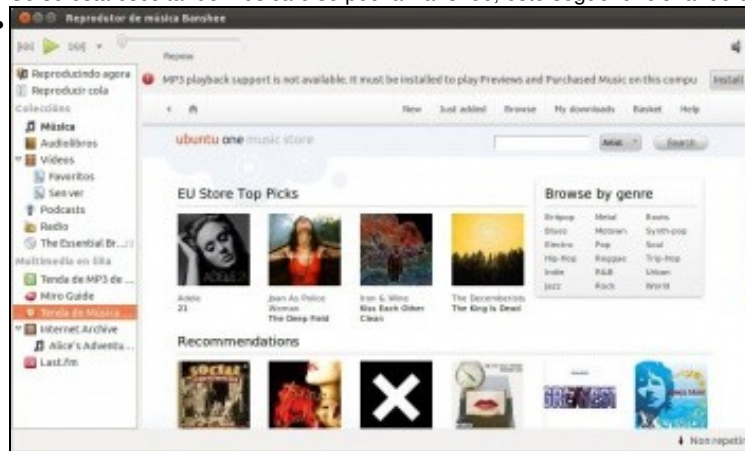 Reprodutor de música Banshee
Repouso
MP3 playback support is not available. It must be installed to play Previews and Purchased Music on this compu
Install
Reproducindo agora
Reproducir cola
Coleccións
Música
Audiolibros
Vídeos
Favoritos
Sen ver
Podcasts
Radio
The Essential Br...
Multimedia en liña
Tenda de MP3 de ...
Miro Guide
Tenda de Música ...
Internet Archive
Alice's Adventu...
Last.fm
New Just added Browse My downloads Basket Help
ubuntu one music store
Artist
Search
EU Store Top Picks
Adele
21
Joan As Police
Woman
The Deep Field
Iron & Wine
Kiss Each Other
Clean
The Decemberists
The King Is Dead
Browse by genre
Britpop Metal Roots
Blues Motown Synth-pop
Electro Pop Soul
Hip-Hop Reggae Trip-Hop
Indie R&B Urban
Jazz Rock World
Recommendations
SOCIAL
Non repetir